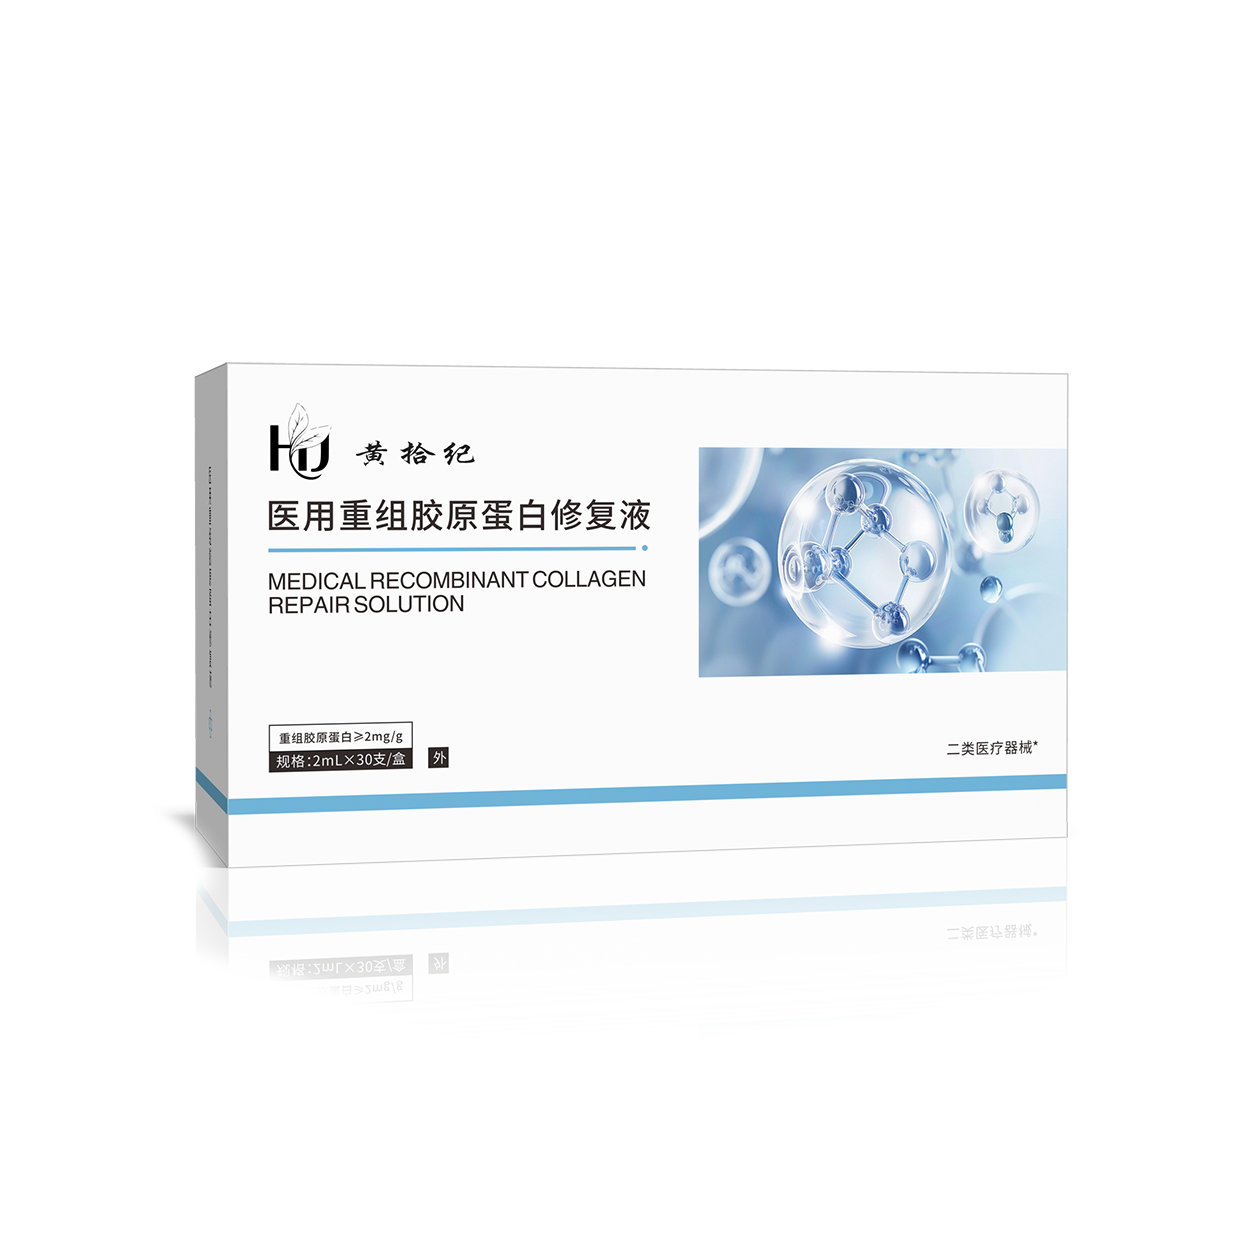 HJ 黄拾纪
医用重组胶原蛋白修复液
MEDICAL RECOMBINANT COLLAGEN
REPAIR SOLUTION
重组胶原蛋白≥2mg/g
规格:2mL×30支/盒 外
二类医疗器械*